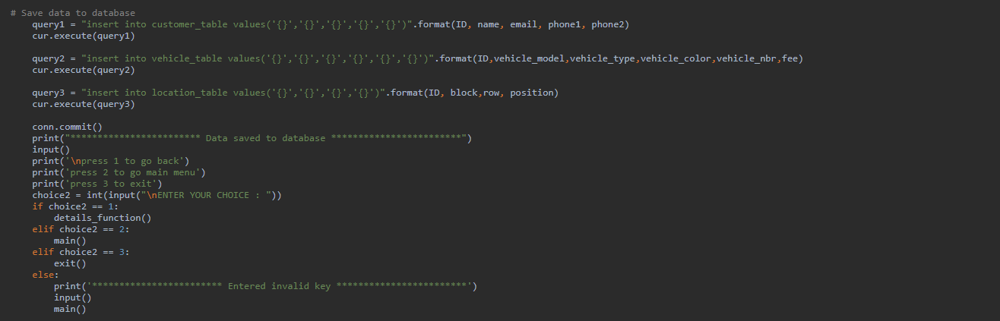 # Save data to database
    query1 = "insert into customer_table values('{}','{}','{}','{}','{}')".format(ID, name, email, phone1, phone2)
    cur.execute(query1)

    query2 = "insert into vehicle_table values('{}','{}','{}','{}','{}','{}')".format(ID,vehicle_model,vehicle_type,vehicle_color,vehicle_nbr,fee)
    cur.execute(query2)

    query3 = "insert into location_table values('{}','{}','{}','{}')".format(ID, block,row, position)
    cur.execute(query3)

    conn.commit()
    print("************************ Data saved to database ************************")
    input()
    print('\npress 1 to go back')
    print('press 2 to go main menu')
    print('press 3 to exit')
    choice2 = int(input("\nENTER YOUR CHOICE : "))
    if choice2 == 1:
        details_function()
    elif choice2 == 2:
        main()
    elif choice2 == 3:
        exit()
    else:
        print('************************ Entered invalid key ************************')
        input()
        main()